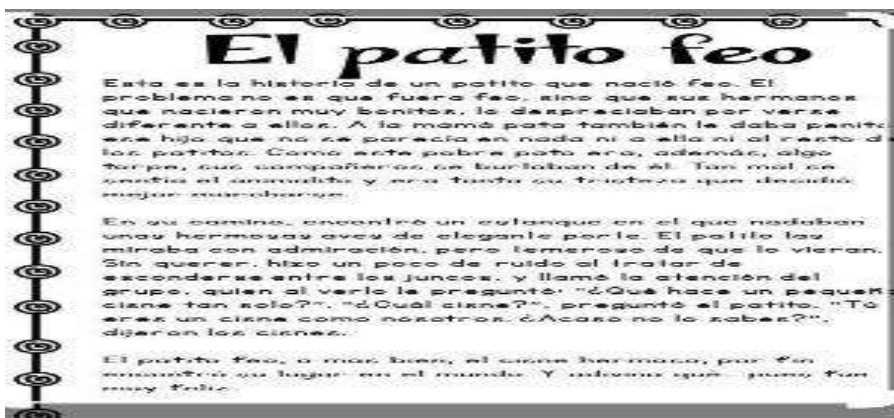 El patito feo
Esta es la historia de un patito que nació feo. El
problema no es que fuera feo, sino que sus hermanos
que nacieron muy bonitos, lo despreciaban por verse
diferente a ellos. A la mamá pata también le daba penita
ese hijo que no se parecía en nada ni a ella ni al resto d
los patitos. Como este pobre pato era, además, algo
torpe, sus compañeros se burlaban de él. Tan mal se
sentía el animalito y era tanta su tristeza que decidió
mejor marcharse.
En su camino, encontró un estanque en el que nadaban
unas hermosas aves de elegante porte. El patito las
miraba con admiración, pero temeroso de que lo vieran.
Sin querer, hizo un poco de ruido al tratar de
esconderse entre los juncos, y llamó la atención del
grupo, quien al verlo le preguntó: "¿Qué hace un pequeñ
cisne tan solo?". "¿Cuál cisne?", preguntó el patito. "Tú
eres un cisne como nosotros. ¿Acaso no lo sabes?",
dijeron los cisnes.
El patito feo, o mas bien, el cisne hermoso, por fin
encontró su lugar en el mundo. Y
muy feliz.